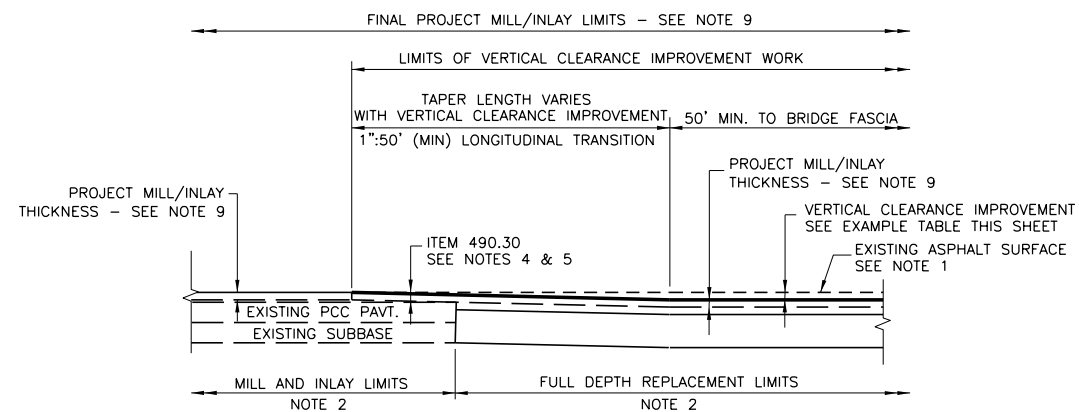 FINAL PROJECT MILL/INLAY LIMITS – SEE NOTE 9
LIMITS OF VERTICAL CLEARANCE IMPROVEMENT WORK
TAPER LENGTH VARIES
WITH VERTICAL CLEARANCE IMPROVEMENT
1":50' (MIN) LONGITUDINAL TRANSITION
50' MIN. TO BRIDGE FASCIA
PROJECT MILL/INLAY
THICKNESS – SEE NOTE 9
PROJECT MILL/INLAY
THICKNESS – SEE NOTE 9
VERTICAL CLEARANCE IMPROVEMENT
SEE EXAMPLE TABLE THIS SHEET
ITEM 490.30
SEE NOTES 4 & 5
EXISTING ASPHALT SURFACE
SEE NOTE 1
EXISTING PCC PAVT.
EXISTING SUBBASE
MILL AND INLAY LIMITS
NOTE 2
FULL DEPTH REPLACEMENT LIMITS
NOTE 2